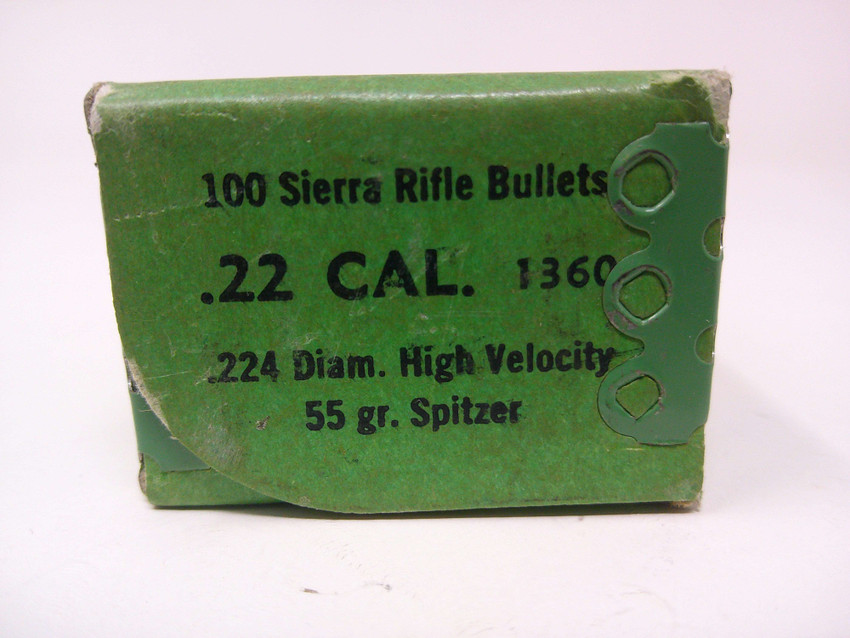 100 Sierra Rifle Bullets
.22 CAL. 1360
.224 Diam. High Velocity
55 gr. Spitzer